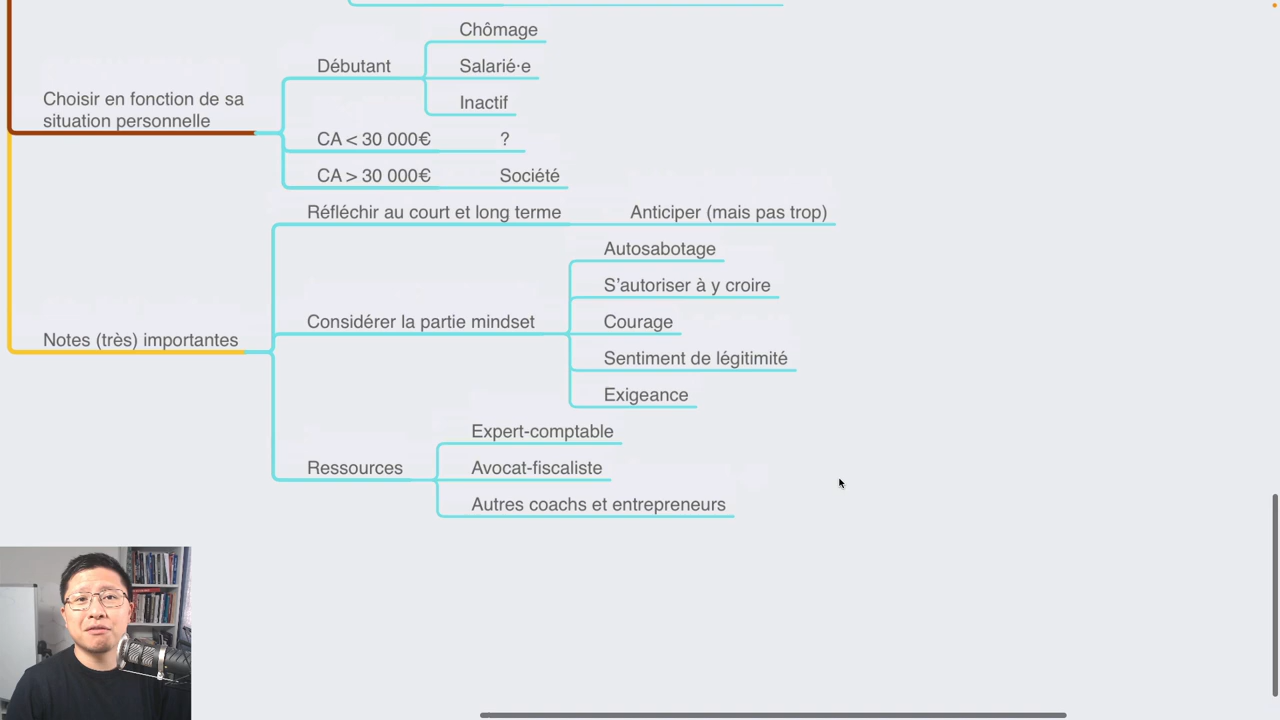 Chômage
Débutant
Salarié·e
Inactif
Choisir en fonction de sa
situation personnelle
CA < 30 000€
?
CA > 30 000€
Société
Réfléchir au court et long terme
Anticiper (mais pas trop)
Notes (très) importantes
Considérer la partie mindset
Autosabotage
S’autoriser à y croire
Courage
Sentiment de légitimité
Exigeance
Ressources
Expert-comptable
Avocat-fiscaliste
Autres coachs et entrepreneurs